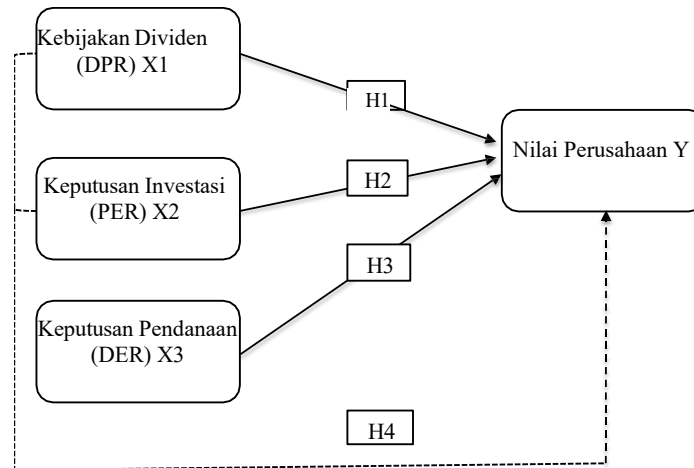 Kebijakan Dividen
(DPR) X1
H1
Nilai Perusahaan Y
Keputusan Investasi
(PER) X2
H2
H3
Keputusan Pendanaan
(DER) X3
H4